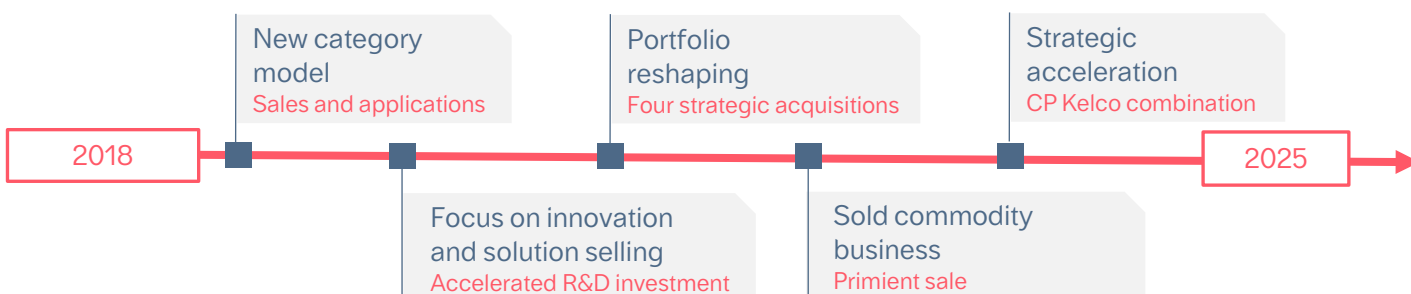 2018
New category
model
Sales and applications
Focus on innovation
and solution selling
Accelerated R&D investment
Portfolio
reshaping
Four strategic acquisitions
Sold commodity
business
Primient sale
Strategic
acceleration
CP Kelco combination
2025